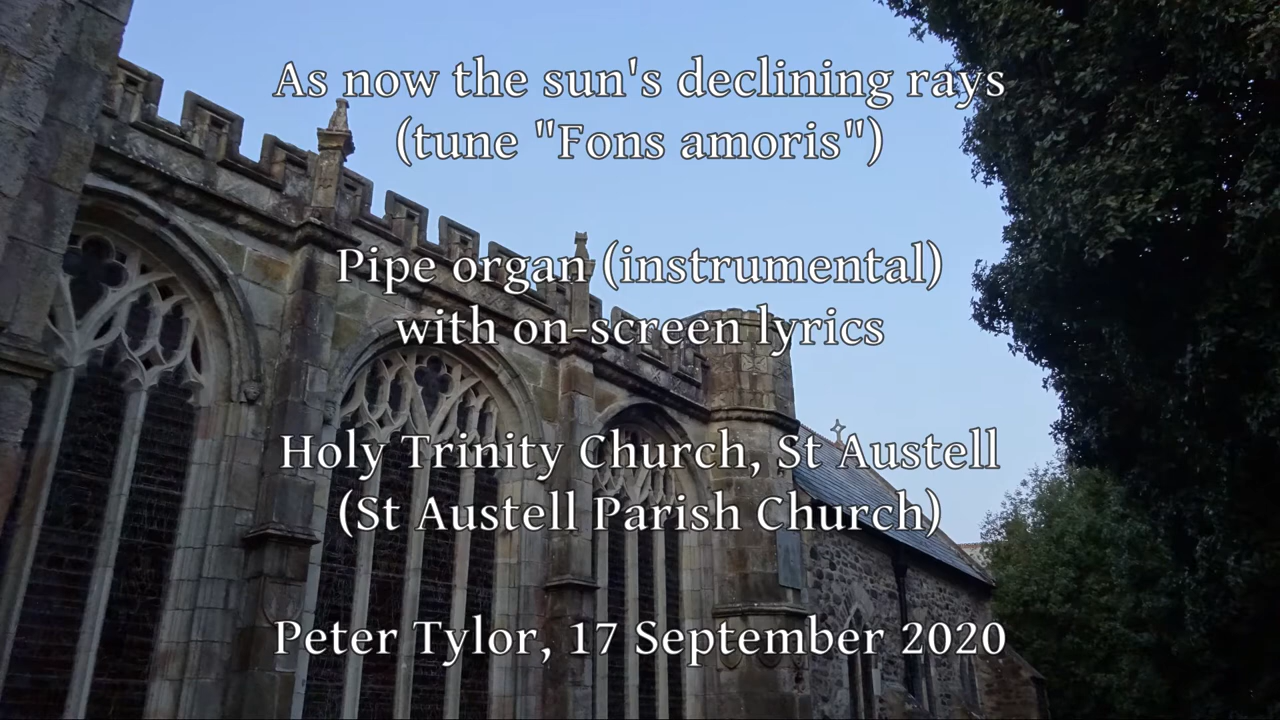 As now the sun's declining rays
(tune "Fons amoris")
Pipe organ (instrumental)
with on-screen lyrics
Holy Trinity Church, St Austell
(St Austell Parish Church)
Peter Tylor, 17 September 2020